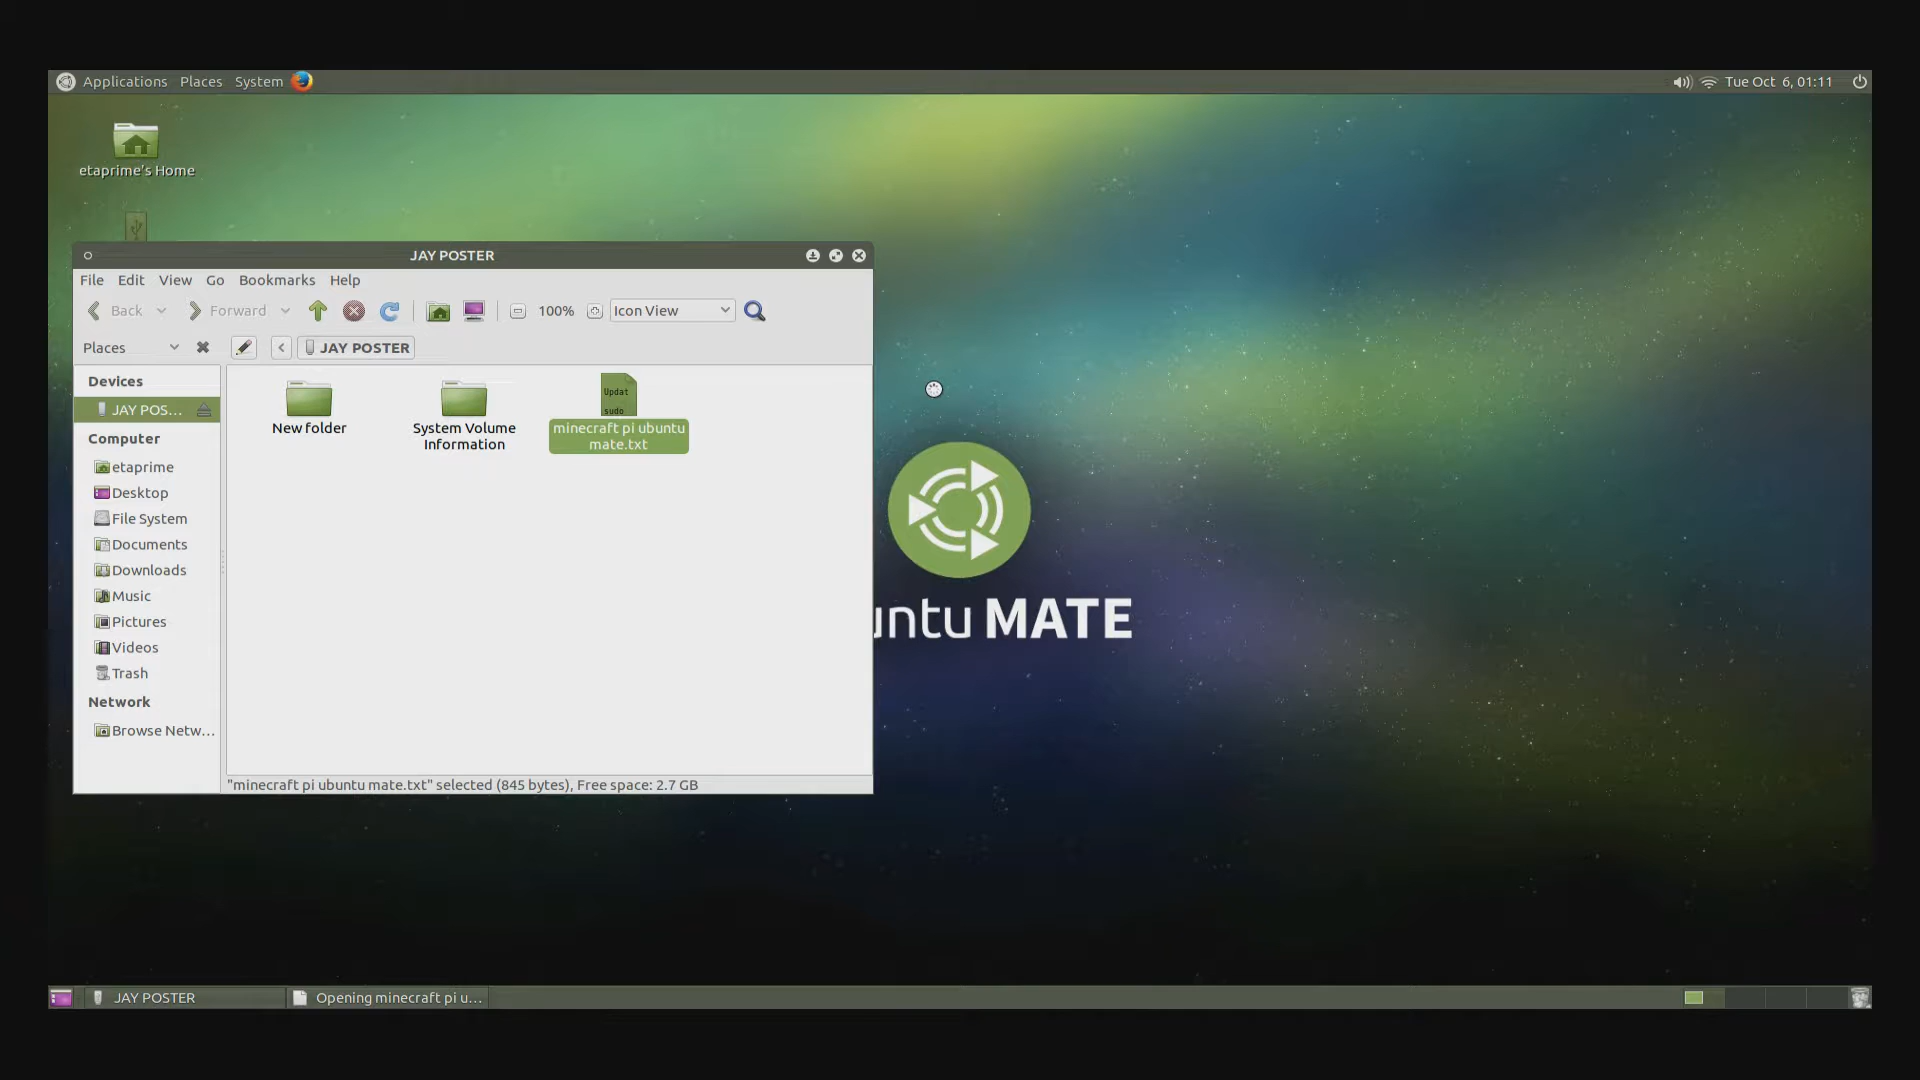 Applications Places System
Tue Oct 6, 01:11
etaprime's Home
JAY POSTER
File Edit View Go Bookmarks Help
Back Forward 100% Icon View
Places JAY POSTER
Devices
JAY POS...
Computer
etaprime
Desktop
File System
Documents
Downloads
Music
Pictures
Videos
Trash
Network
Browse Netw...
New folder
System Volume
Information
Updat
sudo
minecraft pi ubuntu
mate.txt
"minecraft pi ubuntu mate.txt" selected (845 bytes), Free space: 2.7 GB
untu MATE
JAY POSTER
Opening minecraft pi u...